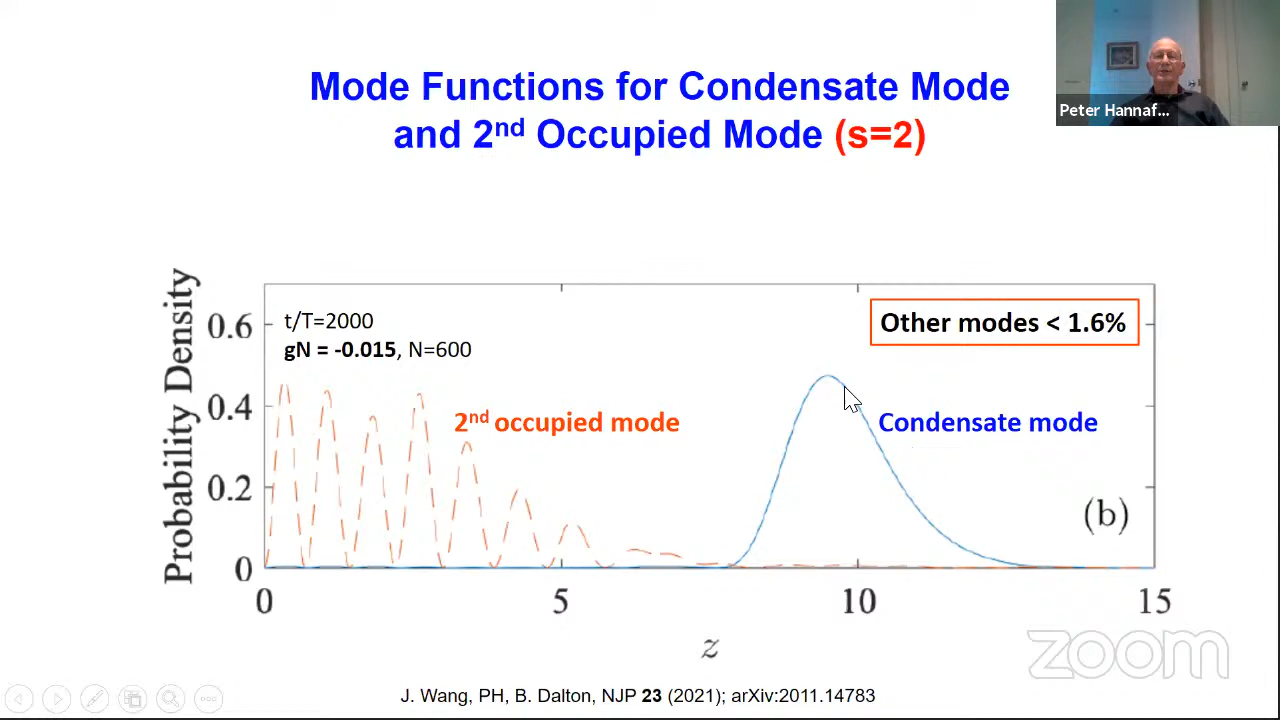 Mode Functions for Condensate Mode
and 2nd Occupied Mode (s=2)
Peter Hannaf...
Probability Density
0.6
0.4
0.2
0
t/T=2000
gN = -0.015, N=600
Other modes < 1.6%
2nd occupied mode
Condensate mode
(b)
0
5
10
15
z
zoom
J. Wang, PH, B. Dalton, NJP 23 (2021); arXiv:2011.14783